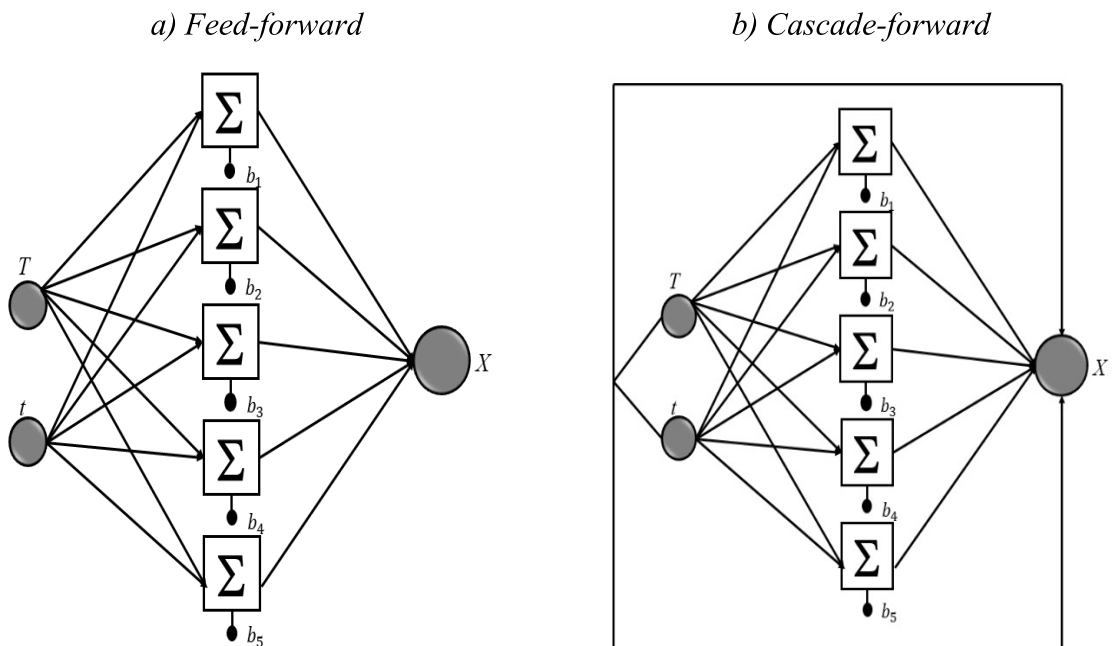 a) Feed-forward
Σ
b1
Σ
b2
T
Σ
X
t
b3
Σ
b4
Σ
b5
b) Cascade-forward
Σ
b1
Σ
b2
T
Σ
X
t
b3
Σ
b4
Σ
b5